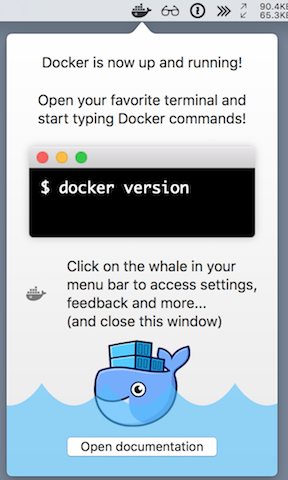 90.4KB
65.3KB
Docker is now up and running!
Open your favorite terminal and
start typing Docker commands!
$ docker version
Click on the whale in your
menu bar to access settings,
feedback and more...
(and close this window)
Open documentation